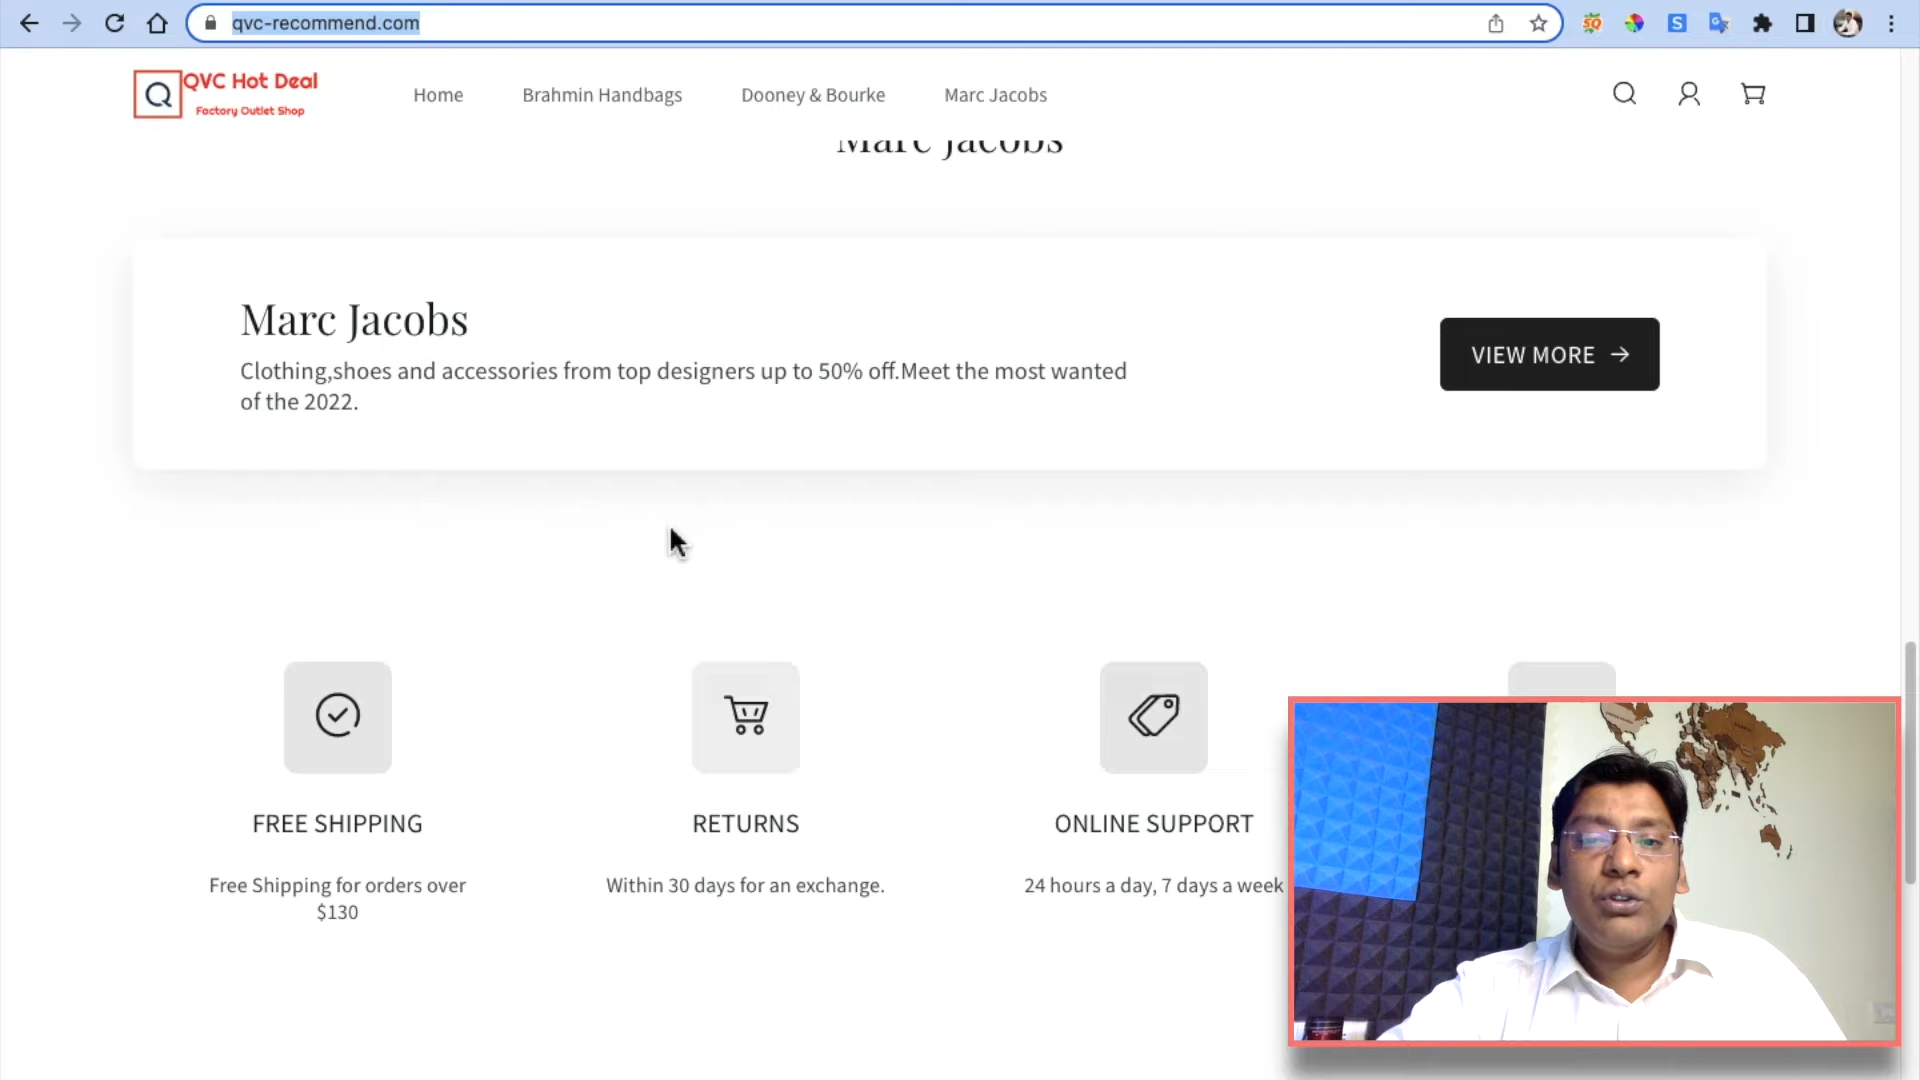 qvc-recommend.com
QVC Hot Deal
Factory Outlet Shop
Home
Brahmin Handbags
Dooney & Bourke
Marc Jacobs
Marc Jacobs
Marc Jacobs
Clothing,shoes and accessories from top designers up to 50% off.Meet the most wanted
of the 2022.
VIEW MORE
FREE SHIPPING
Free Shipping for orders over
$130
RETURNS
Within 30 days for an exchange.
ONLINE SUPPORT
24 hours a day, 7 days a week